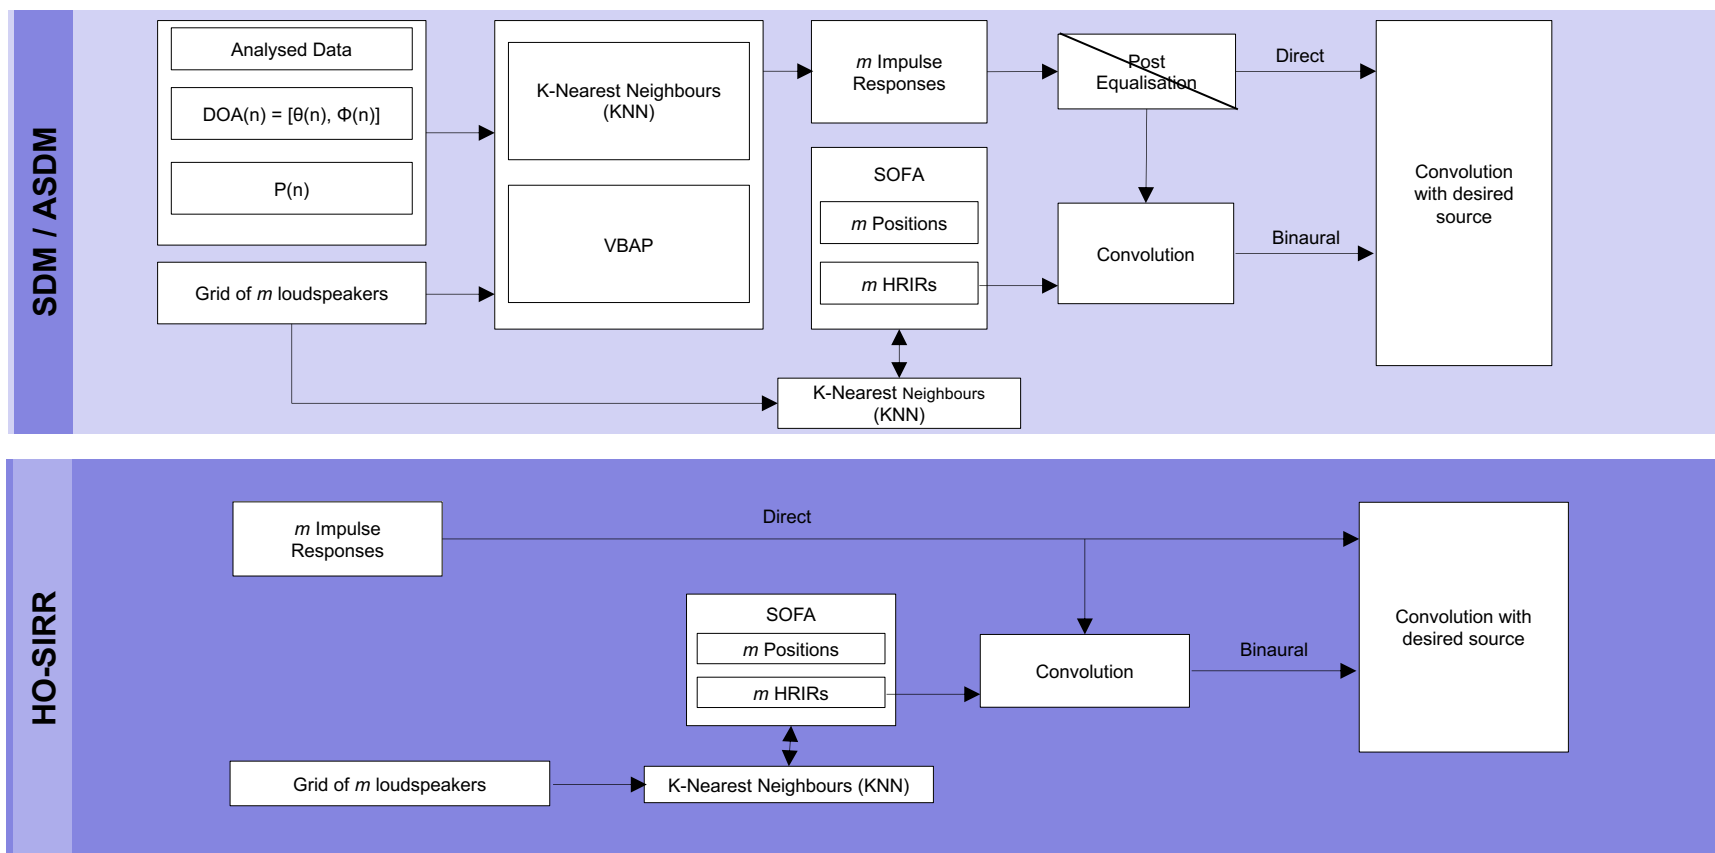 SDM / ASDM
Analysed Data
DOA(n) = [θ(n), Φ(n)]
P(n)
Grid of m loudspeakers
K-Nearest Neighbours
(KNN)
VBAP
m Impulse
Responses
SOFA
m Positions
m HRIRs
K-Nearest Neighbours
(KNN)
Post
Equalisation
Convolution
Direct
Binaural
Convolution
with desired
source
HO-SIRR
m Impulse
Responses
Direct
SOFA
m Positions
m HRIRs
Convolution
Binaural
Convolution with
desired source
Grid of m loudspeakers
K-Nearest Neighbours (KNN)